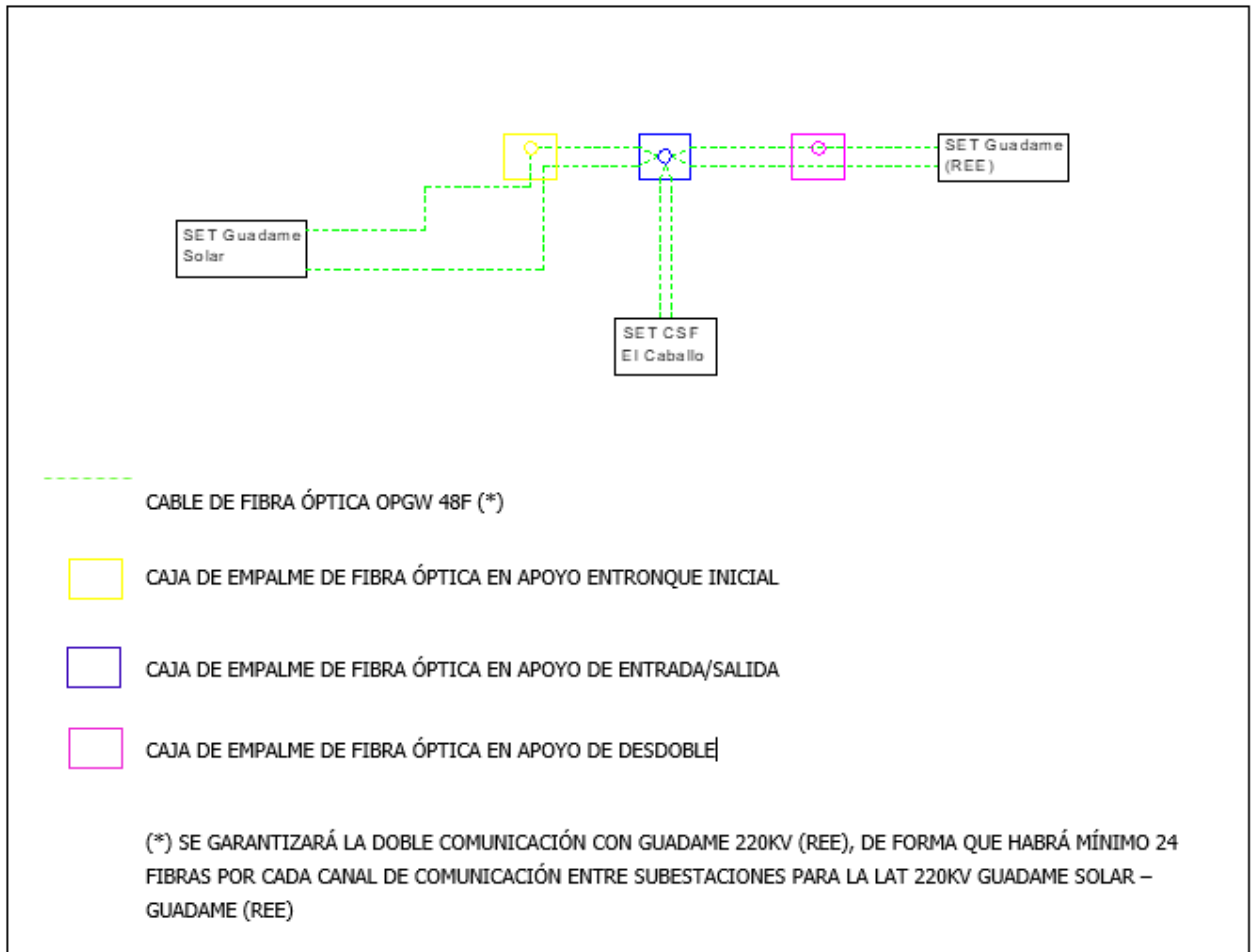 SET Guadame
(REE)
SET Guadame
Solar
SET CSF
El Caballo
CABLE DE FIBRA ÓPTICA OPGW 48F (*)
CAJA DE EMPALME DE FIBRA ÓPTICA EN APOYO ENTRONQUE INICIAL
CAJA DE EMPALME DE FIBRA ÓPTICA EN APOYO DE ENTRADA/SALIDA
CAJA DE EMPALME DE FIBRA ÓPTICA EN APOYO DE DESDOBLE
(*) SE GARANTIZARÁ LA DOBLE COMUNICACIÓN CON GUADAME 220KV (REE), DE FORMA QUE HABRÁ MÍNIMO 24
FIBRAS POR CADA CANAL DE COMUNICACIÓN ENTRE SUBESTACIONES PARA LA LAT 220KV GUADAME SOLAR –
GUADAME (REE)